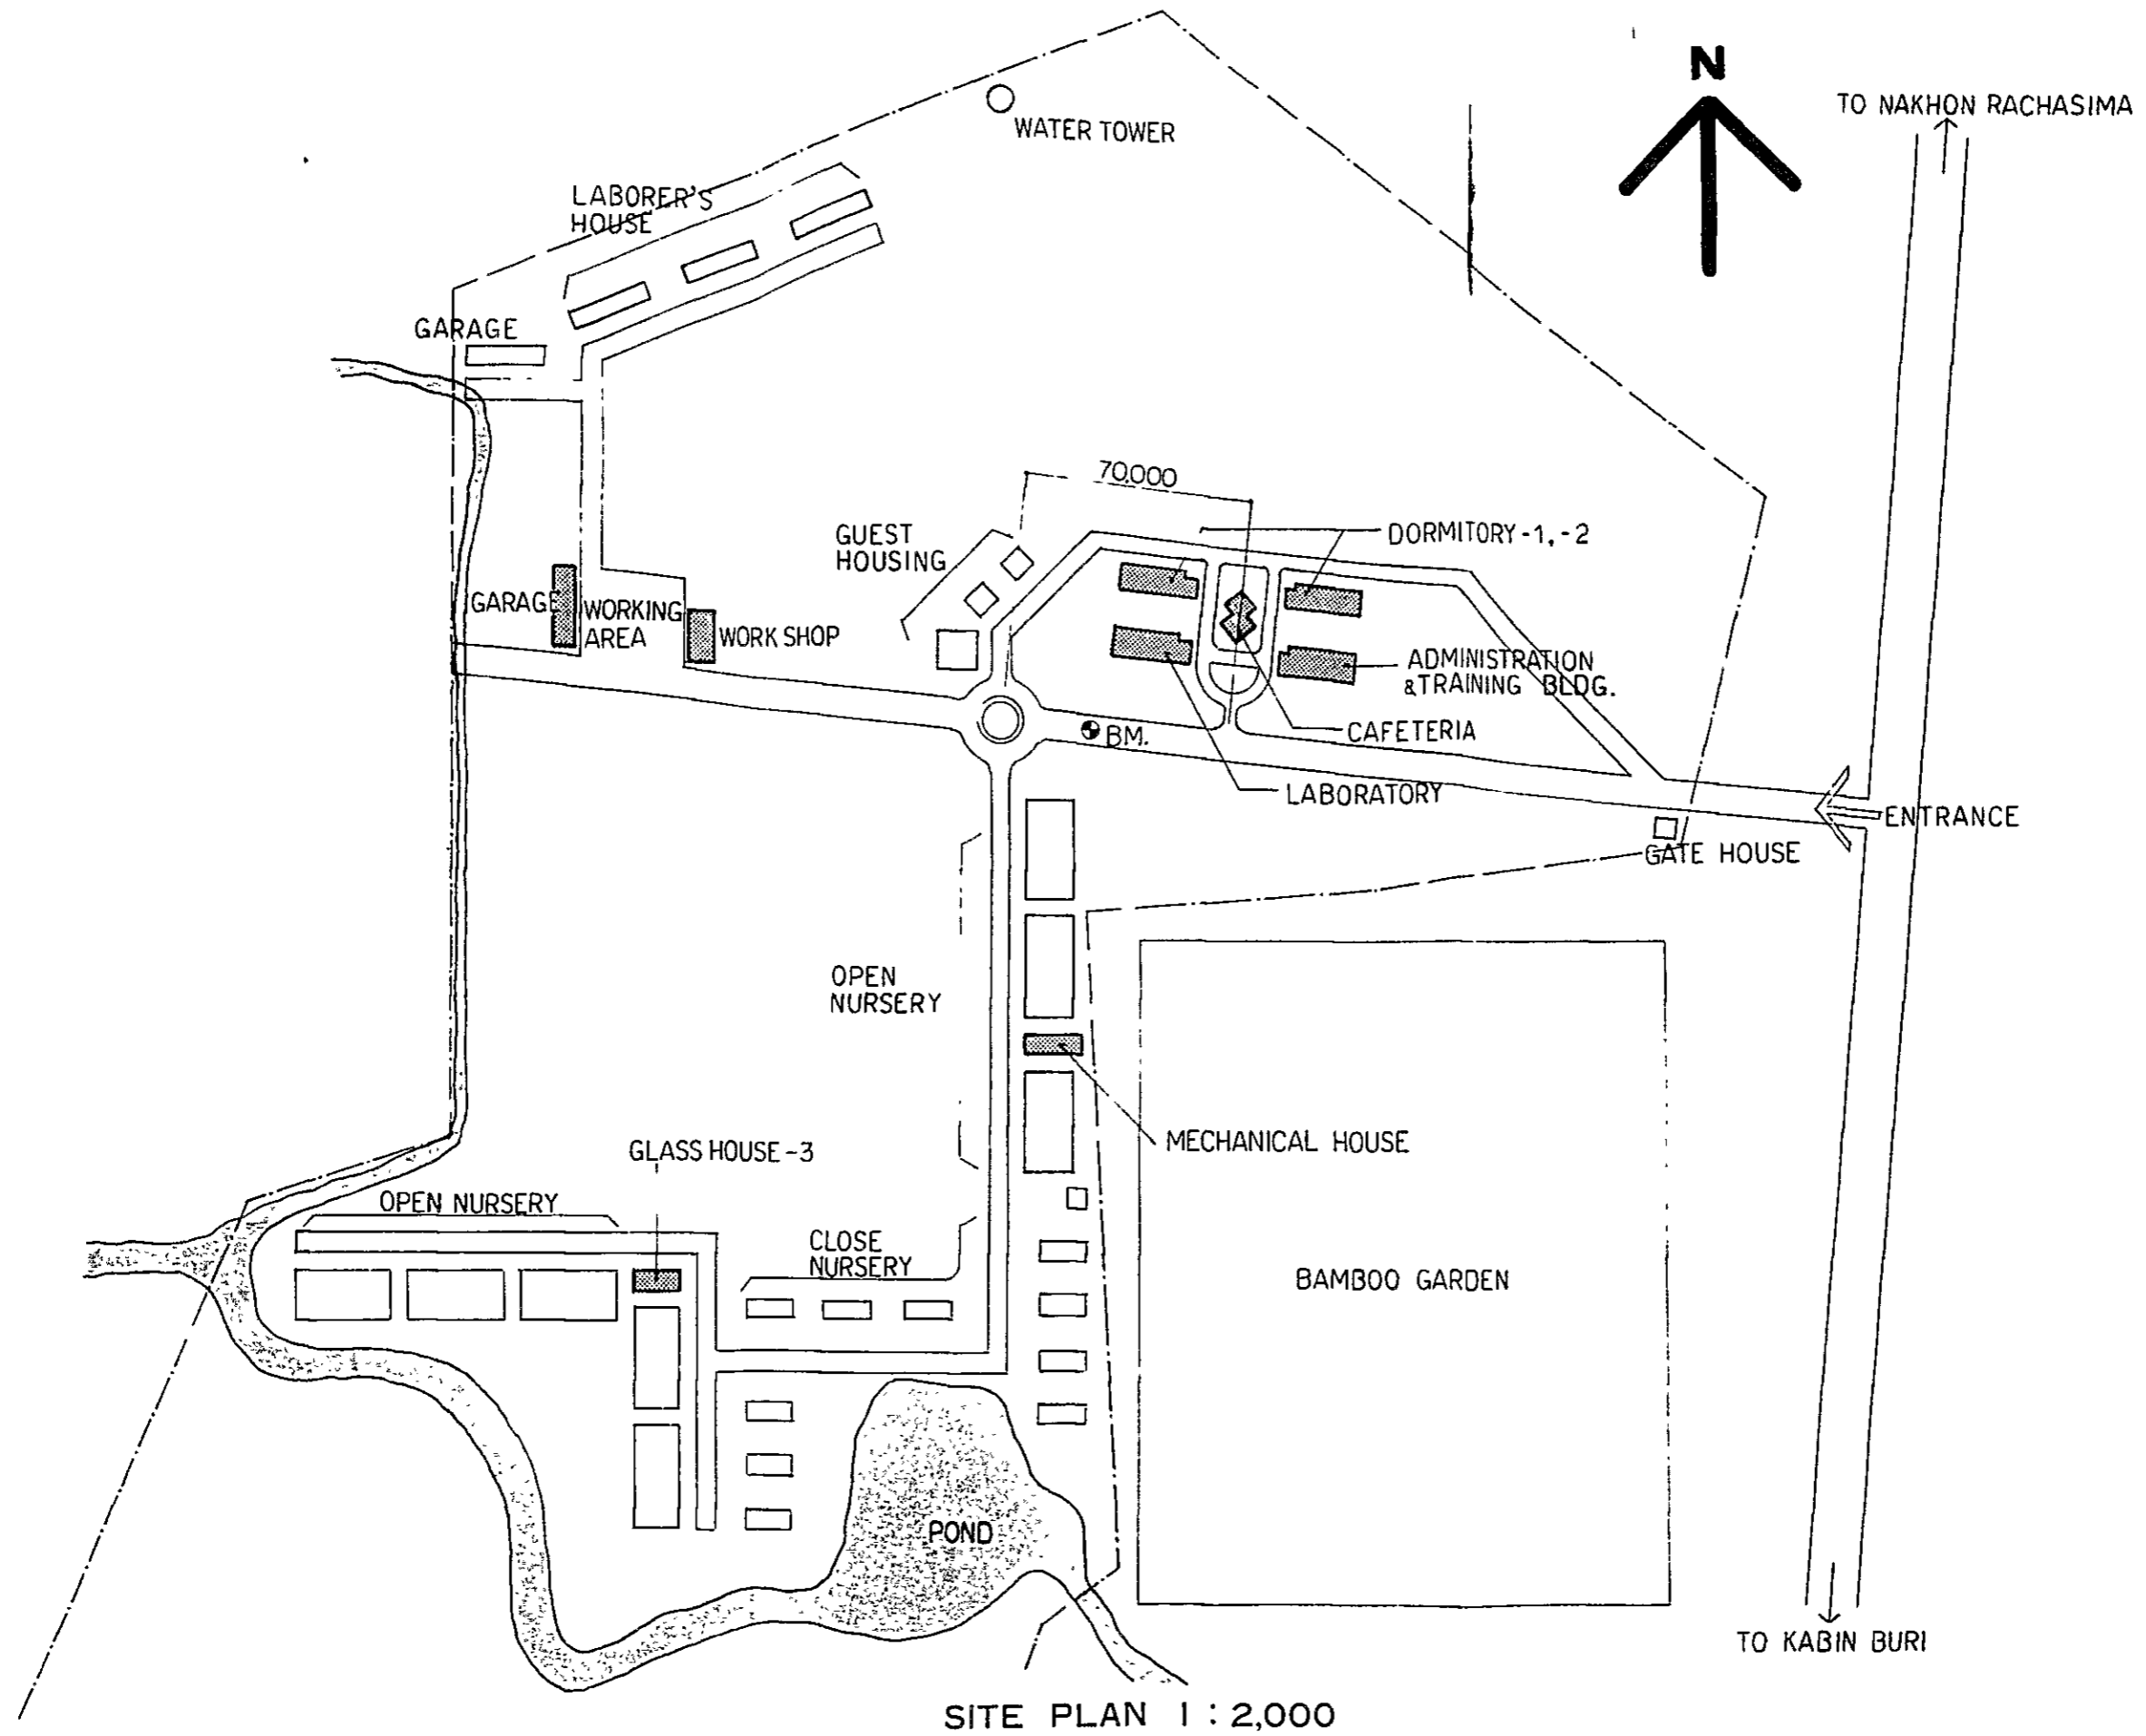 N
TO NAKHON RACHASIMA
WATER TOWER
LABORER'S
HOUSE
GARAGE
70.000
GUEST
HOUSING
DORMITORY-1,-2
GARAGE
WORKING
AREA
WORK SHOP
ADMINISTRATION
&TRAINING BLDG.
CAFETERIA
BM.
LABORATORY
ENTRANCE
GATE HOUSE
OPEN
NURSERY
MECHANICAL HOUSE
GLASS HOUSE-3
OPEN NURSERY
CLOSE
NURSERY
BAMBOO GARDEN
POND
TO KABIN BURI
SITE PLAN 1 : 2,000